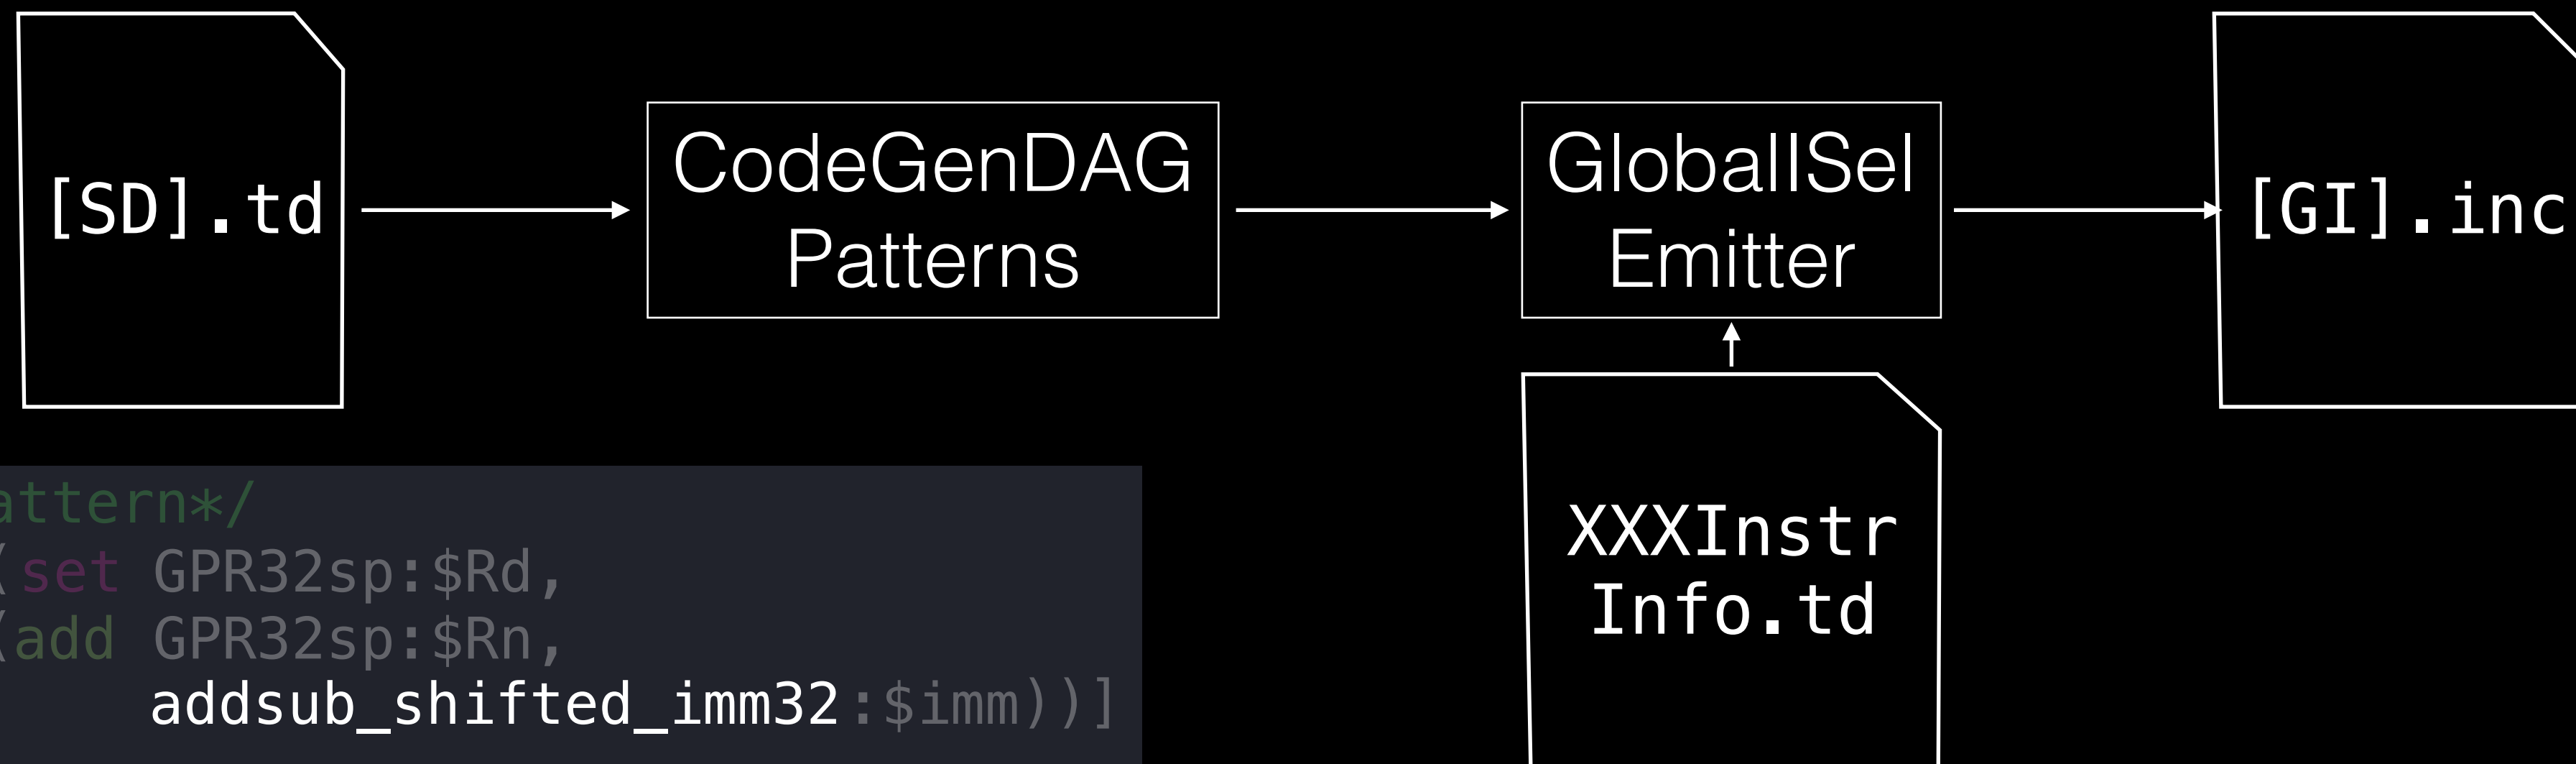 [SD].td
CodeGenDAG
Patterns
GlobalISel
Emitter
[GI].inc
XXXInstr
Info.td
attern*/
(set GPR32sp:$Rd,
(add GPR32sp:$Rn,
addsub_shifted_imm32:$imm))]